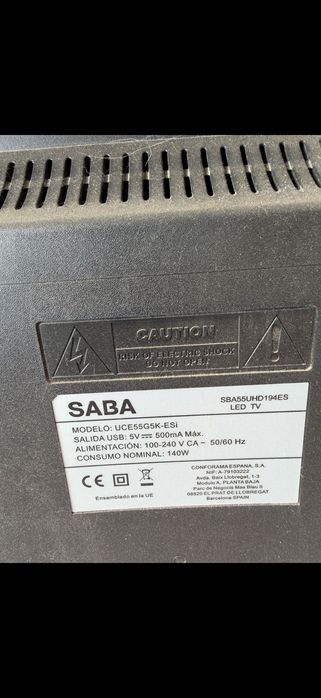 CAUTION
RISK OF ELECTRIC SHOCK
DO NOT OPEN
SABA
SBA55UHD194ES
LED TV
MODELO: UCE55G5K-ESi
SALIDA USB: 5V⎓ 500mA Máx.
ALIMENTACIÓN: 100-240 V CA ~ 50/60 Hz
CONSUMO NOMINAL: 140W
CONFORAMA ESPANA, S.A.
NIF: A-79103222
Avda. Baix Llobregat, 1-3
Modulo A, PLANTA BAJA
Parc de Negocis Mas Blau II
08820 EL PRAT DE LLOBREGAT
Barcelona SPAIN
CE
Ensamblado en la UE